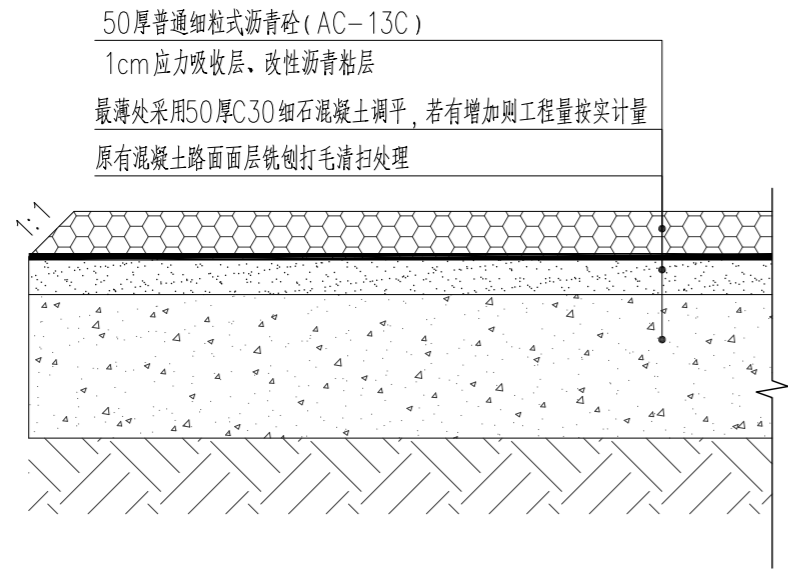 50厚普通细粒式沥青砼(AC-13C)
1cm应力吸收层、改性沥青粘层
最薄处采用50厚C30细石混凝土调平,若有增加则工程量按实计量
原有混凝土路面面层铣刨打毛清扫处理
1:1